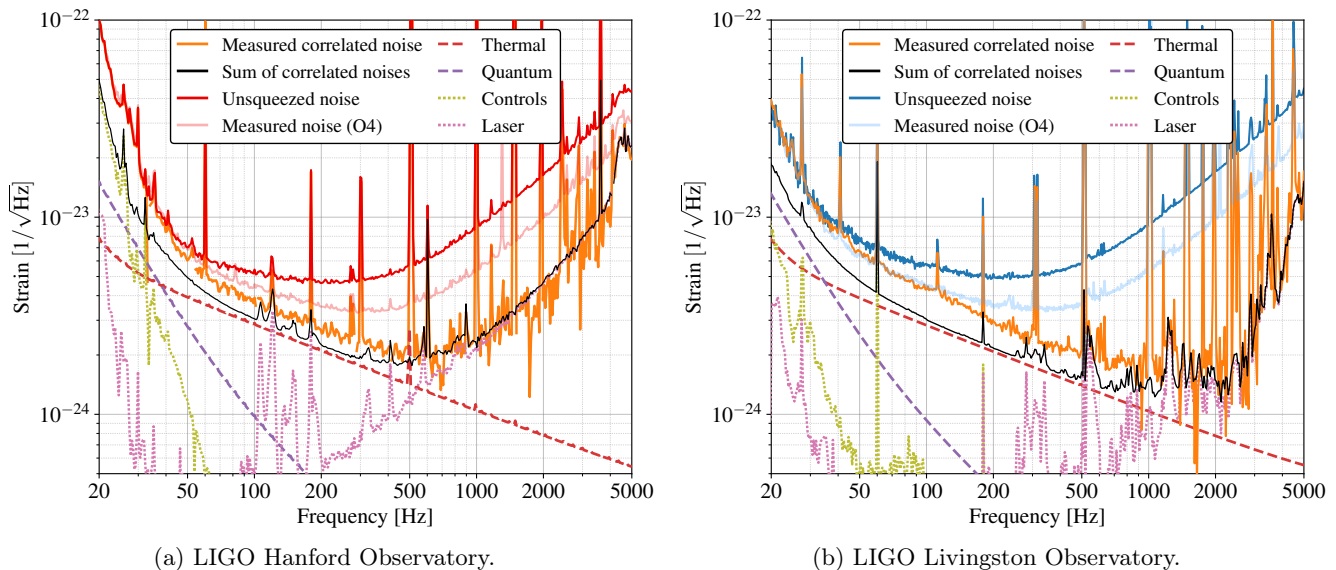 10⁻²²
10⁻²³
10⁻²⁴
Strain [1/√Hz]
Measured correlated noise
Sum of correlated noises
Unsqueezed noise
Measured noise (O4)
Thermal
Quantum
Controls
Laser
20 50 100 200 500 1000 2000 5000
Frequency [Hz]
(a) LIGO Hanford Observatory.
10⁻²²
10⁻²³
10⁻²⁴
Strain [1/√Hz]
Measured correlated noise
Sum of correlated noises
Unsqueezed noise
Measured noise (O4)
Thermal
Quantum
Controls
Laser
20 50 100 200 500 1000 2000 5000
Frequency [Hz]
(b) LIGO Livingston Observatory.